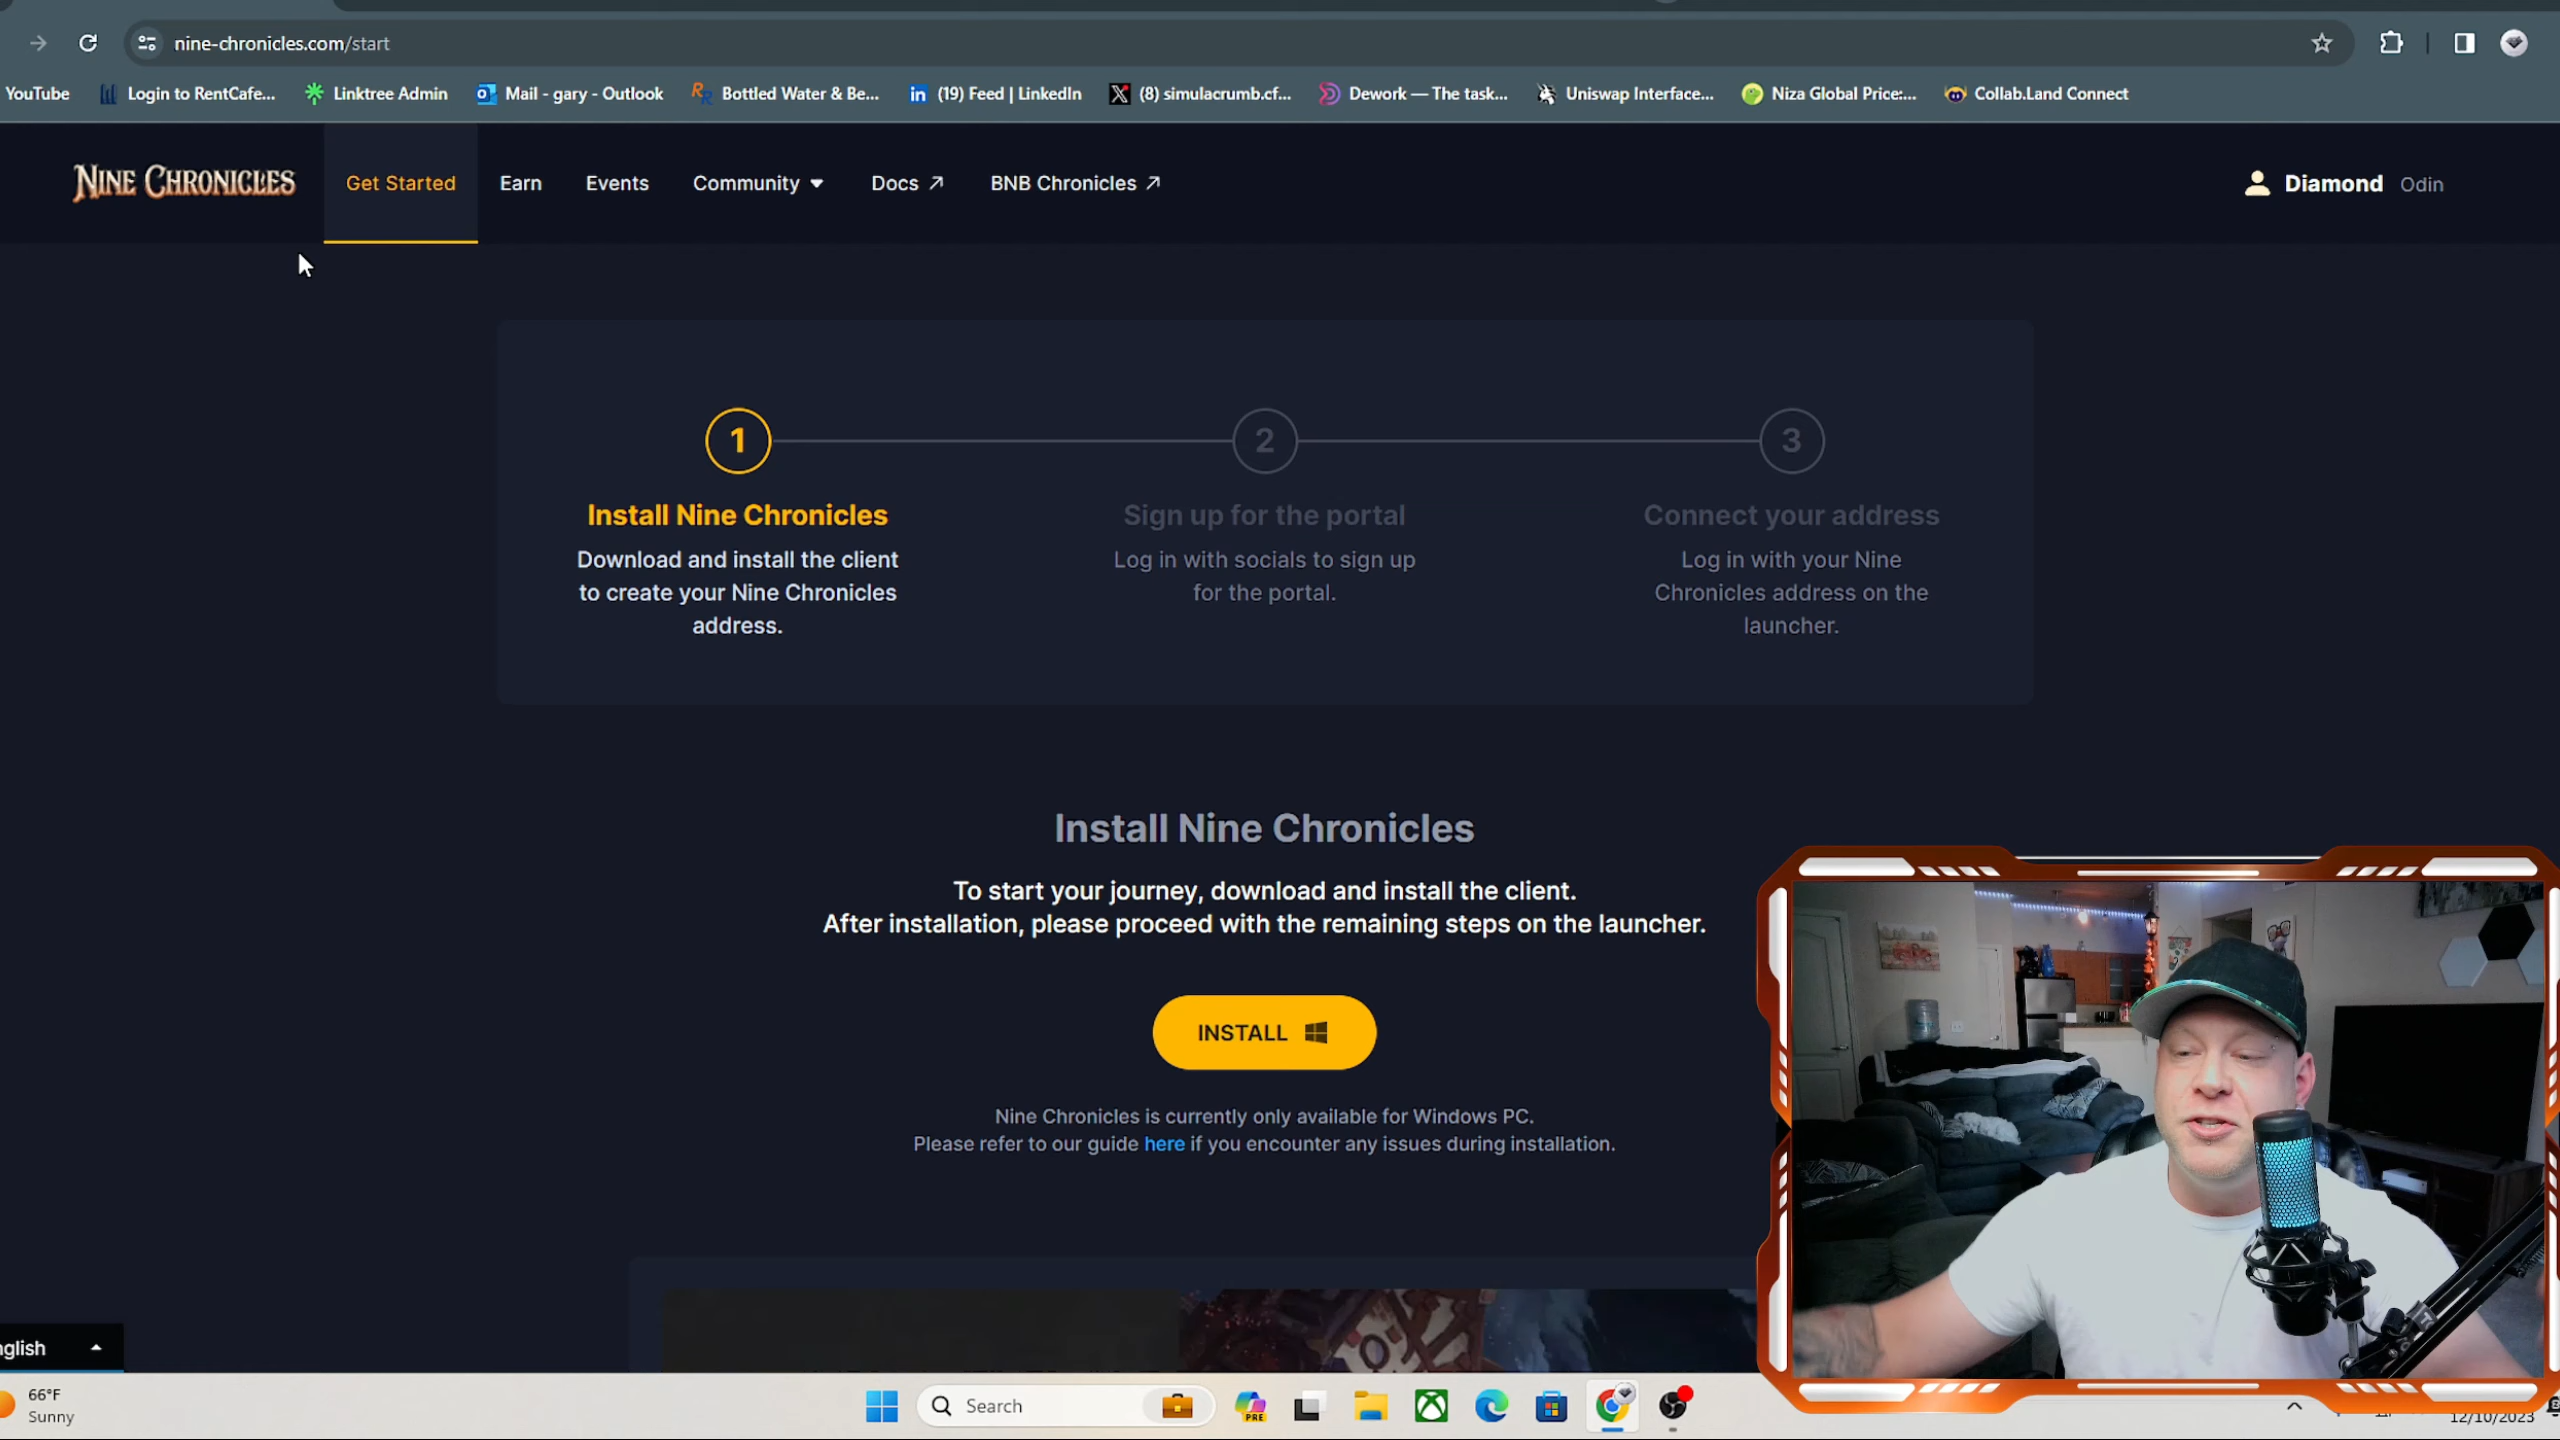 nine-chronicles.com/start
YouTube
Login to RentCafe...
Linktree Admin
Mail - gary - Outlook
Bottled Water & Be...
(19) Feed | LinkedIn
(8) simulacrumb.cf...
Dework — The task...
Uniswap Interface...
Niza Global Price:...
Collab.Land Connect
NINE CHRONICLES
Get Started
Earn
Events
Community
Docs
BNB Chronicles
Diamond Odin
1
2
3
Install Nine Chronicles
Download and install the client
to create your Nine Chronicles
address.
Sign up for the portal
Log in with socials to sign up
for the portal.
Connect your address
Log in with your Nine
Chronicles address on the
launcher.
Install Nine Chronicles
To start your journey, download and install the client.
After installation, please proceed with the remaining steps on the launcher.
INSTALL
Nine Chronicles is currently only available for Windows PC.
Please refer to our guide here if you encounter any issues during installation.
nglish
66°F
Sunny
Search
PRE
12/10/2023